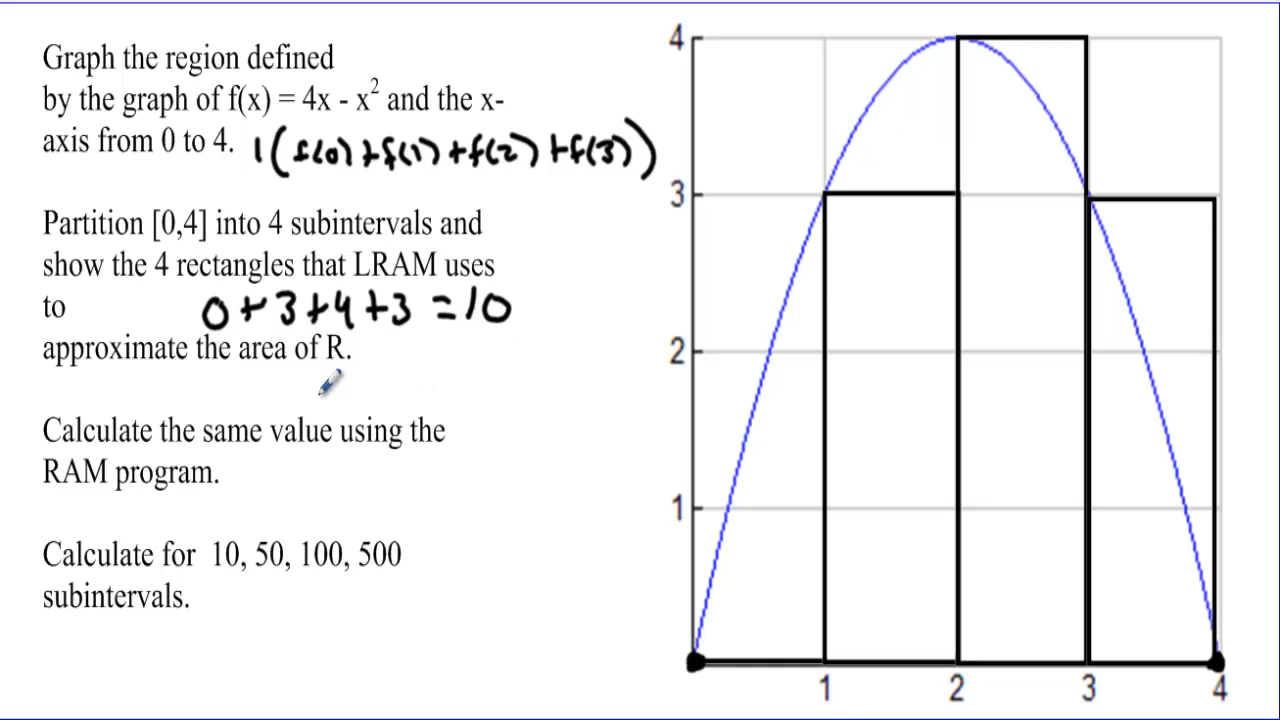 Graph the region defined
by the graph of f(x) = 4x - x² and the x-
axis from 0 to 4. 1(f(0)+f(1)+f(2)+f(3))
Partition [0,4] into 4 subintervals and
show the 4 rectangles that LRAM uses
to 0+3+4+3=10
approximate the area of R.
Calculate the same value using the
RAM program.
Calculate for 10, 50, 100, 500
subintervals.
4
3
2
1
1 2 3 4